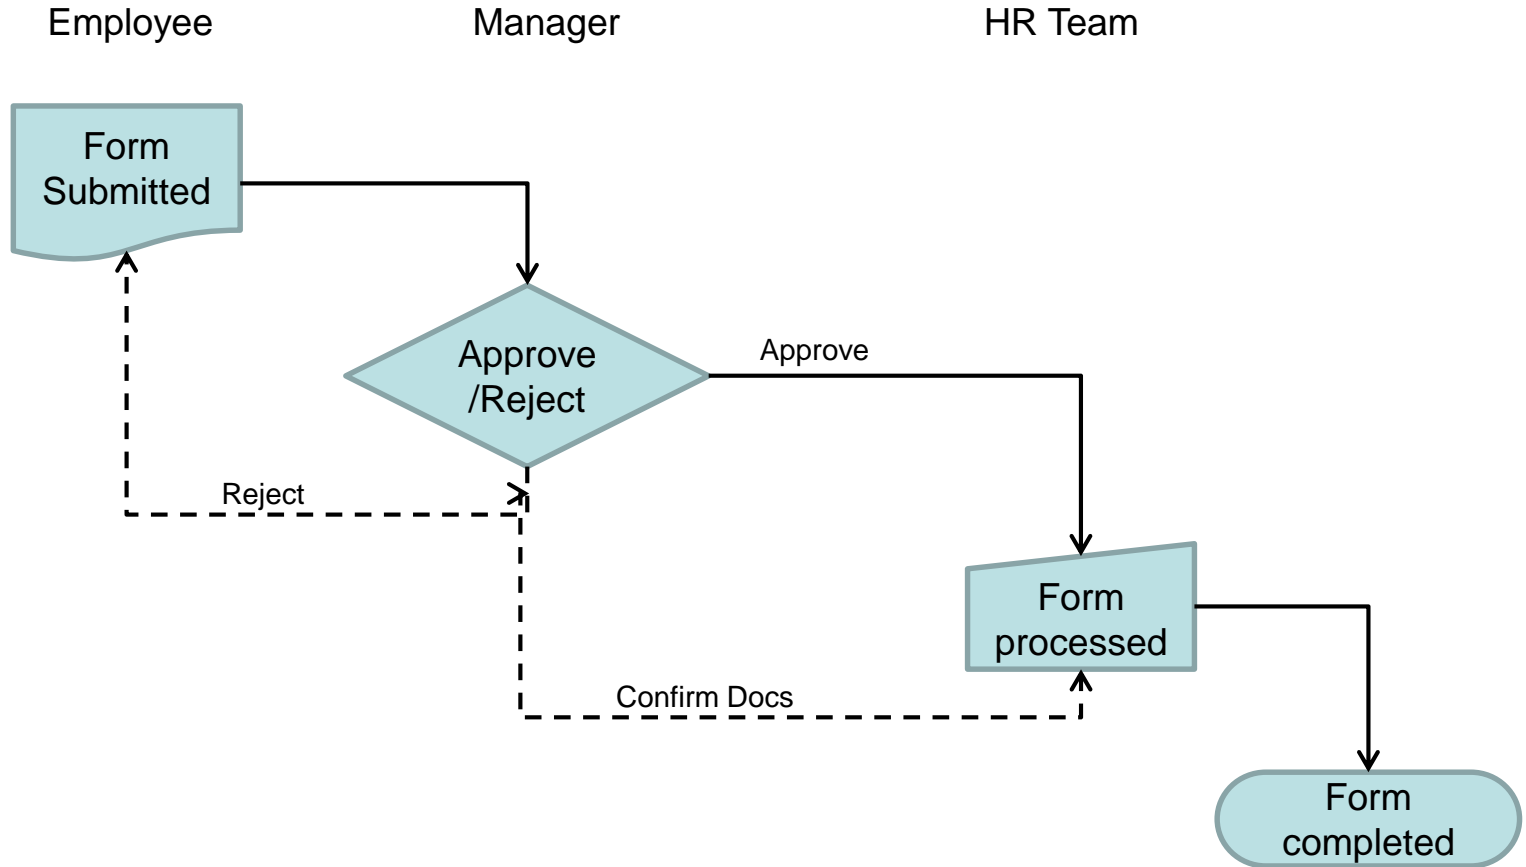 Employee
Manager
HR Team
Form
Submitted
Approve
/Reject
Approve
Reject
Form
processed
Confirm Docs
Form
completed